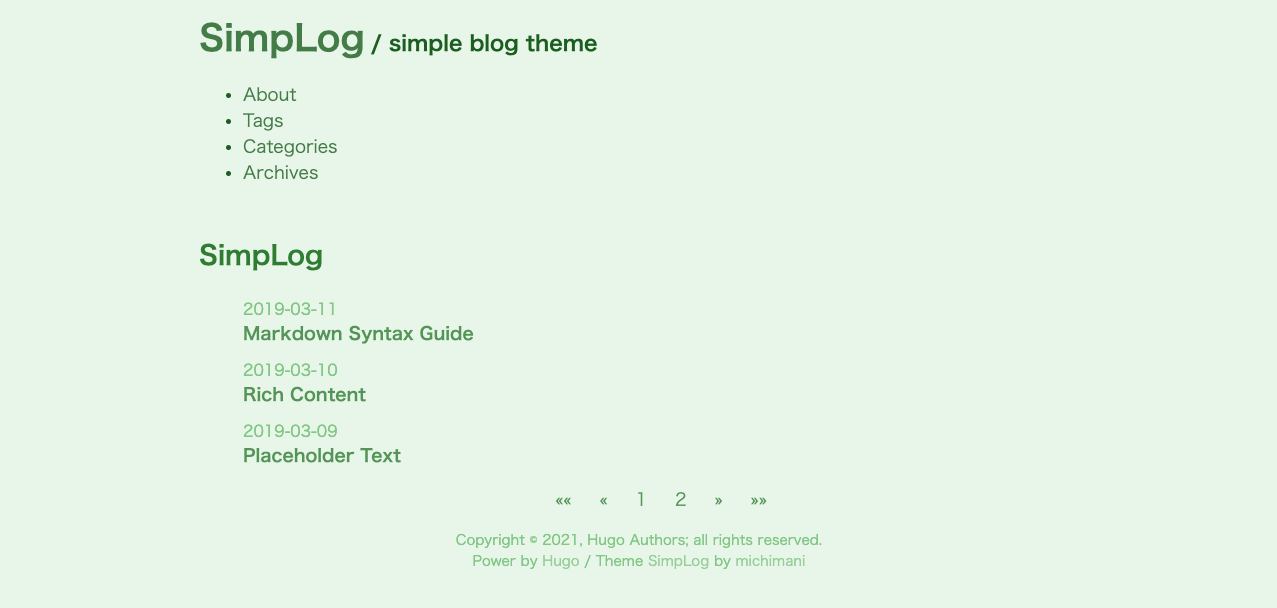 SimpLog / simple blog theme
• About
• Tags
• Categories
• Archives
SimpLog
2019-03-11
Markdown Syntax Guide
2019-03-10
Rich Content
2019-03-09
Placeholder Text
«« « 1 2 » »»
Copyright © 2021, Hugo Authors; all rights reserved.
Power by Hugo / Theme SimpLog by michimani